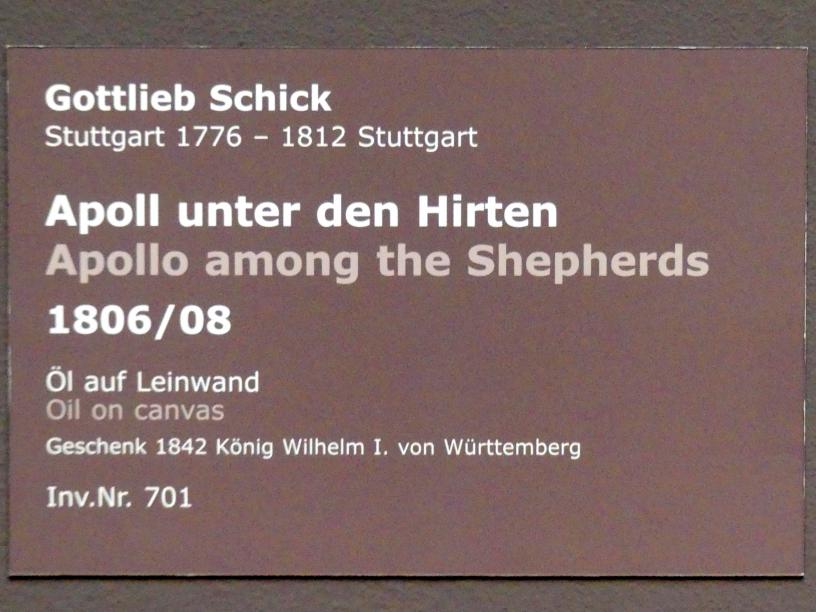 Gottlieb Schick
Stuttgart 1776 – 1812 Stuttgart
Apoll unter den Hirten
Apollo among the Shepherds
1806/08
Öl auf Leinwand
Oil on canvas
Geschenk 1842 König Wilhelm I. von Württemberg
Inv.Nr. 701